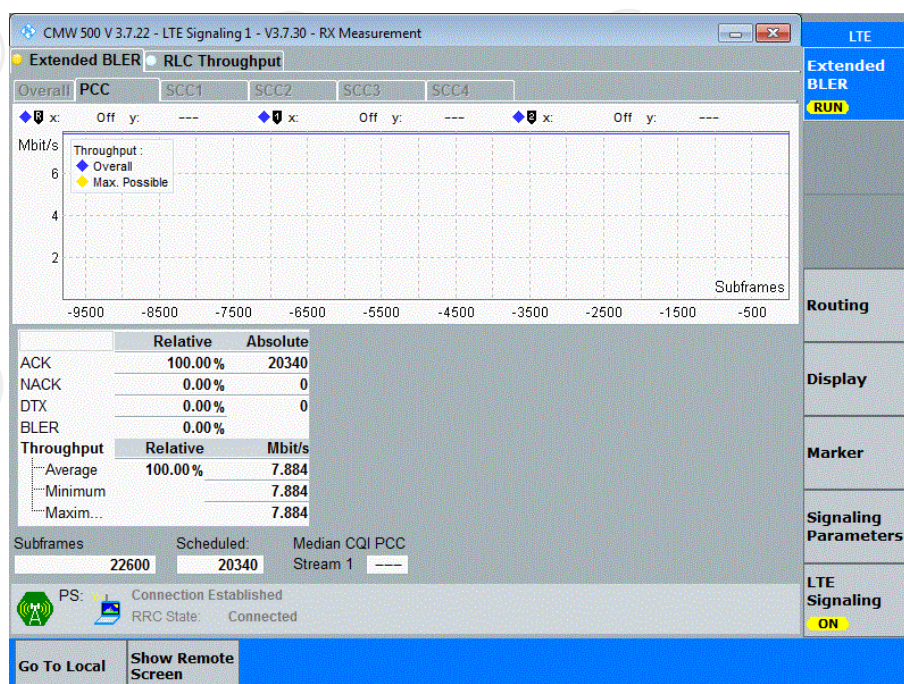 CMW 500 V 3.7.22 - LTE Signaling 1 - V3.7.30 - RX Measurement
LTE
Extended BLER RLC Throughput
Extended
BLER
RUN
Overall PCC SCC1 SCC2 SCC3 SCC4
R x: Off y: --- 1 x: Off y: --- 2 x: Off y: ---
Mbit/s
Throughput :
Overall
Max. Possible
6
4
2
Subframes
-9500 -8500 -7500 -6500 -5500 -4500 -3500 -2500 -1500 -500
Routing
Relative Absolute
ACK 100.00 % 20340
NACK 0.00 % 0
DTX 0.00 % 0
BLER 0.00 %
Display
Throughput Relative Mbit/s
Average 100.00 % 7.884
Minimum 7.884
Maxim... 7.884
Marker
Signaling
Parameters
Subframes Scheduled: Median CQI PCC
22600 20340 Stream 1 ---
PS: Connection Established
RRC State: Connected
LTE
Signaling
ON
Go To Local
Show Remote
Screen